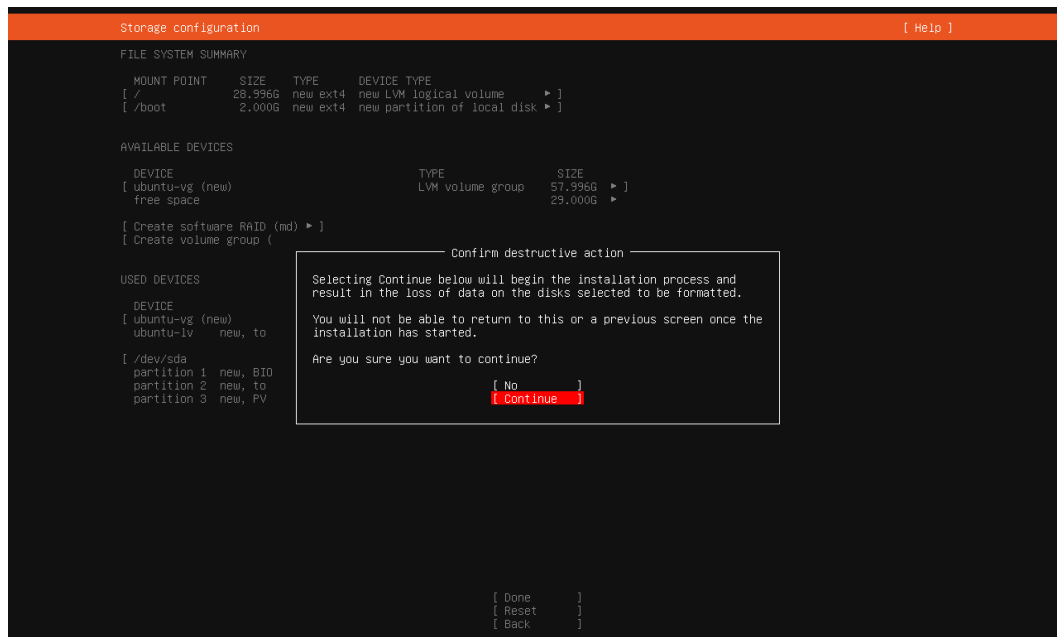 Storage configuration [ Help ]
FILE SYSTEM SUMMARY
MOUNT POINT SIZE TYPE DEVICE TYPE
[ / 28.996G new ext4 new LVM logical volume ▸ ]
[ /boot 2.000G new ext4 new partition of local disk ▸ ]
AVAILABLE DEVICES
DEVICE TYPE SIZE
[ ubuntu-vg (new) LVM volume group 57.996G ▸ ]
free space 29.000G ▸
[ Create software RAID (md) ▸ ]
[ Create volume group (
USED DEVICES
DEVICE
[ ubuntu-vg (new)
ubuntu-lv new, to
[ /dev/sda
partition 1 new, BIO
partition 2 new, to
partition 3 new, PV
Confirm destructive action
Selecting Continue below will begin the installation process and
result in the loss of data on the disks selected to be formatted.
You will not be able to return to this or a previous screen once the
installation has started.
Are you sure you want to continue?
[ No ]
[ Continue ]
[ Done ]
[ Reset ]
[ Back ]